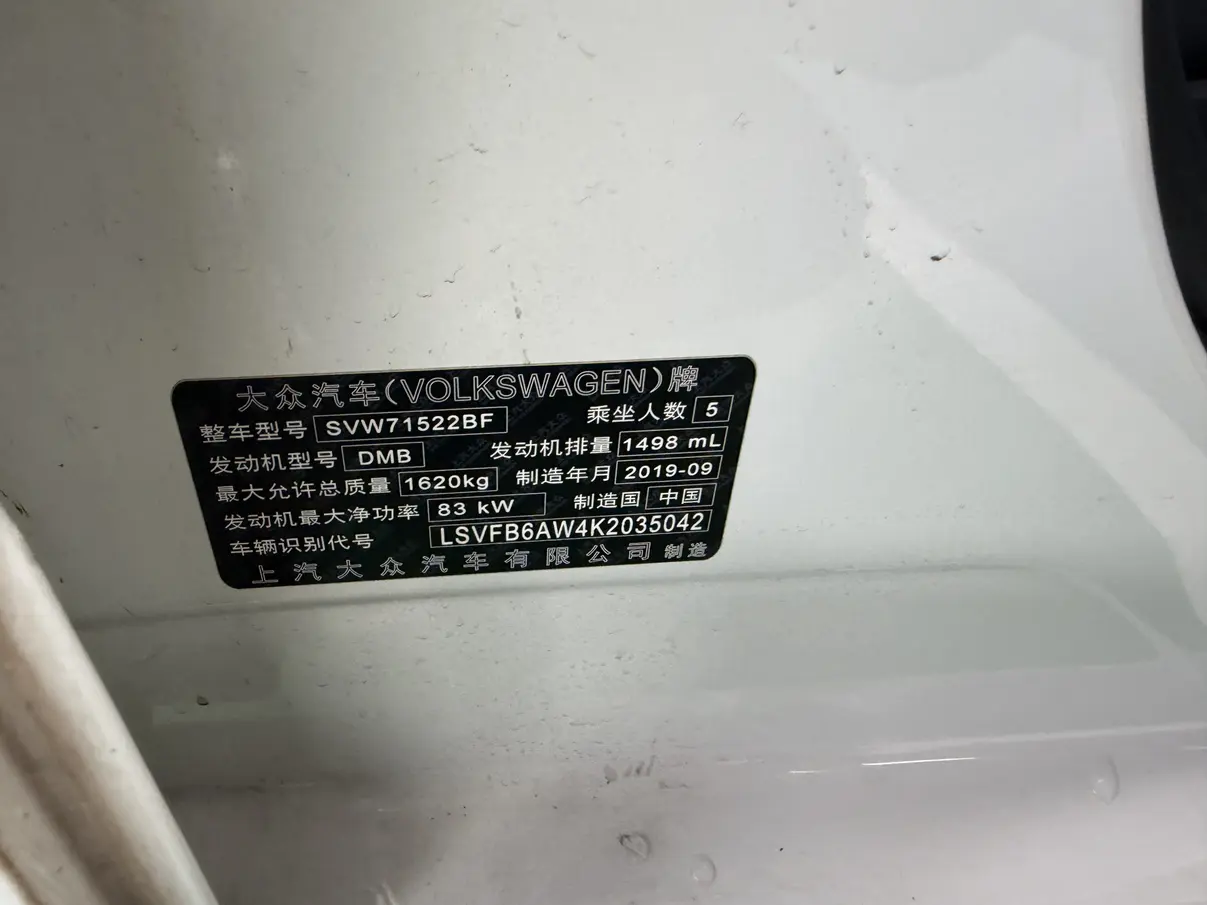 大众汽车(VOLKSWAGEN)牌
整车型号 SVW71522BF 乘坐人数 5
发动机型号 DMB 发动机排量 1498 mL
最大允许总质量 1620kg 制造年月 2019-09
发动机最大净功率 83 kW 制造国 中国
车辆识别代号 LSVFB6AW4K2035042
上汽大众汽车有限公司 制造